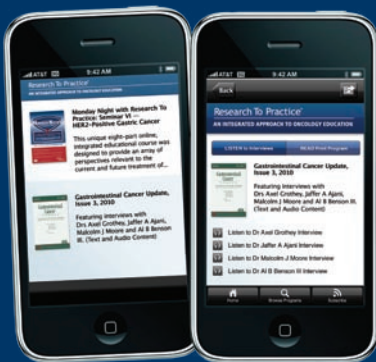 AT&T 9:42 AM
Research To Practice®
AN INTEGRATED APPROACH TO ONCOLOGY EDUCATION
Monday Night with Research
To Practice: Seminar VI —
HER2-Positive Gastric Cancer
This unique eight-part online,
integrated educational course was
designed to provide an array of
perspectives relevant to the
current and future treatment of...
Gastrointestinal Cancer Update,
Issue 3, 2010
Featuring interviews with
Drs Axel Grothey, Jaffer A Ajani,
Malcolm J Moore and Al B Benson
III. (Text and Audio Content)
AT&T 9:42 AM
Back
Research To Practice®
AN INTEGRATED APPROACH TO ONCOLOGY EDUCATION
LISTEN to Interviews
READ Print Program
Gastrointestinal Cancer Update,
Issue 3, 2010
Featuring interviews with
Drs Axel Grothey, Jaffer A Ajani,
Malcolm J Moore and Al B Benson
III. (Text and Audio Content)
Listen to Dr Axel Grothey Interview
Listen to Dr Jaffer A Ajani Interview
Listen to Dr Malcolm J Moore Interview
Listen to Dr Al B Benson III Interview
Home
Browse Programs
Subscribe